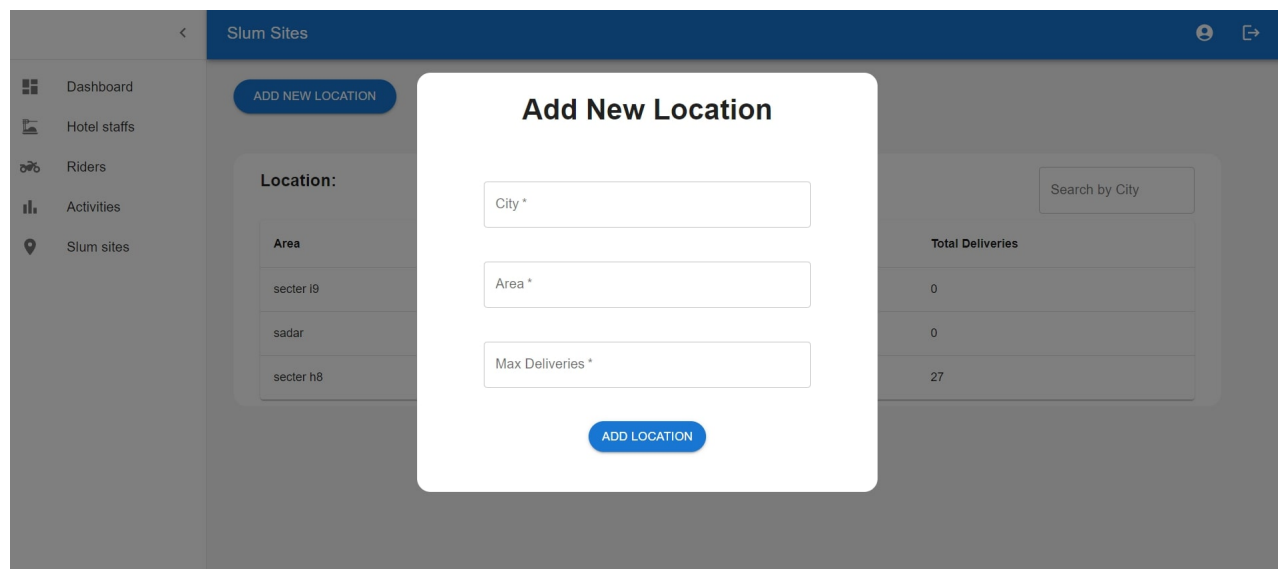 Slum Sites
Dashboard
Hotel staffs
Riders
Activities
Slum sites
ADD NEW LOCATION
Location:
Search by City
Area Total Deliveries
secter i9 0
sadar 0
secter h8 27
Add New Location
City *
Area *
Max Deliveries *
ADD LOCATION